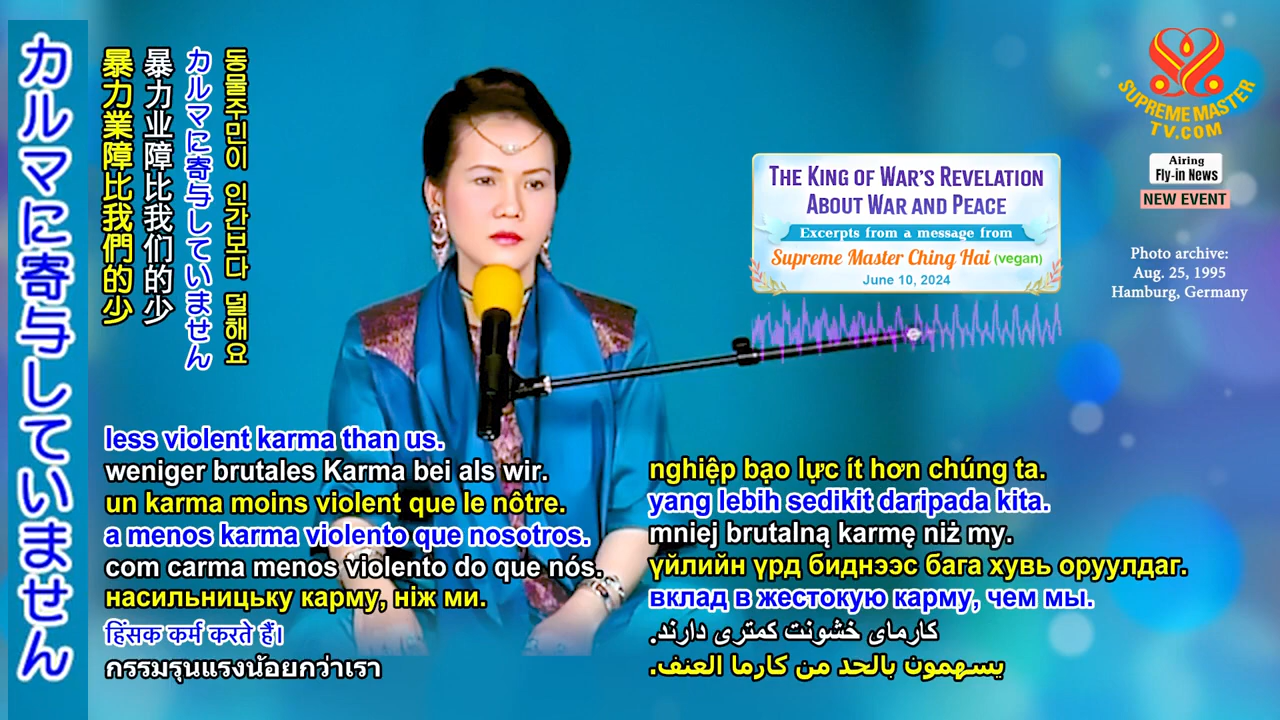 カルマに寄与していません
暴力業障比我們的少
暴力业障比我们的少
カルマに寄与していません
동물주민이 인간보다 덜해요
SUPREME MASTER
TV.COM
Airing
Fly-in News
NEW EVENT
Photo archive:
Aug. 25, 1995
Hamburg, Germany
THE KING OF WAR'S REVELATION
ABOUT WAR AND PEACE
Excerpts from a message from
Supreme Master Ching Hai (vegan)
June 10, 2024
less violent karma than us.
weniger brutales Karma bei als wir.
un karma moins violent que le nôtre.
a menos karma violento que nosotros.
com carma menos violento do que nós.
насильницьку карму, ніж ми.
हिंसक कर्म करते हैं।
กรรมรุนแรงน้อยกว่าเรา
nghiệp bạo lực ít hơn chúng ta.
yang lebih sedikit daripada kita.
mniej brutalną karmę niż my.
үйлийн үрд биднээс бага хувь оруулдаг.
вклад в жестокую карму, чем мы.
کارمای خشونت کمتری دارند.
يسهمون بالحد من كارما العنف.